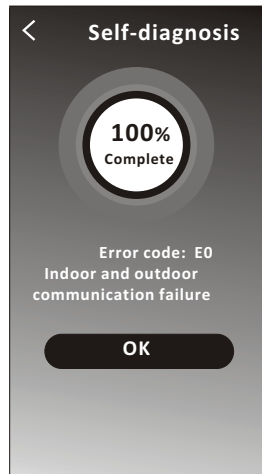 Self-diagnosis
100%
Complete
Error code: E0
Indoor and outdoor
communication failure
OK